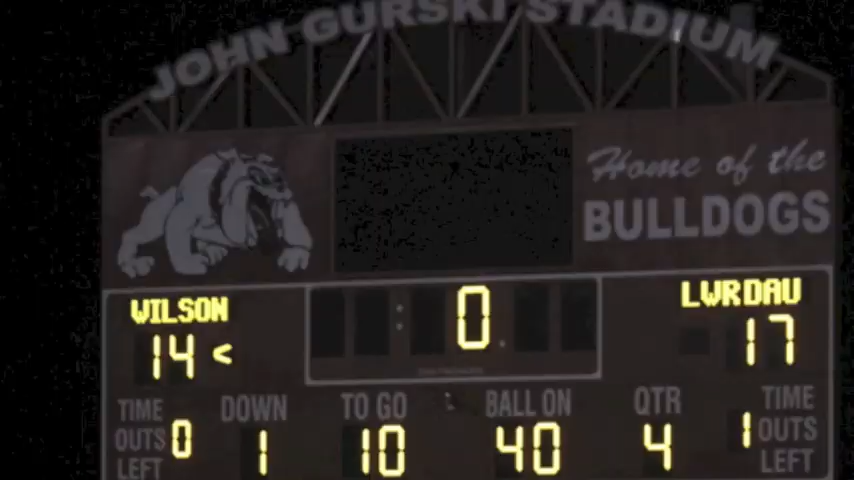 JOHN GURSKI STADIUM
Home of the
BULLDOGS
WILSON
LWRDAU
14 <
: 0.
17
TIME OUTS LEFT 0
DOWN 1
TO GO 10
BALL ON 40
QTR 4
1 TIME OUTS LEFT